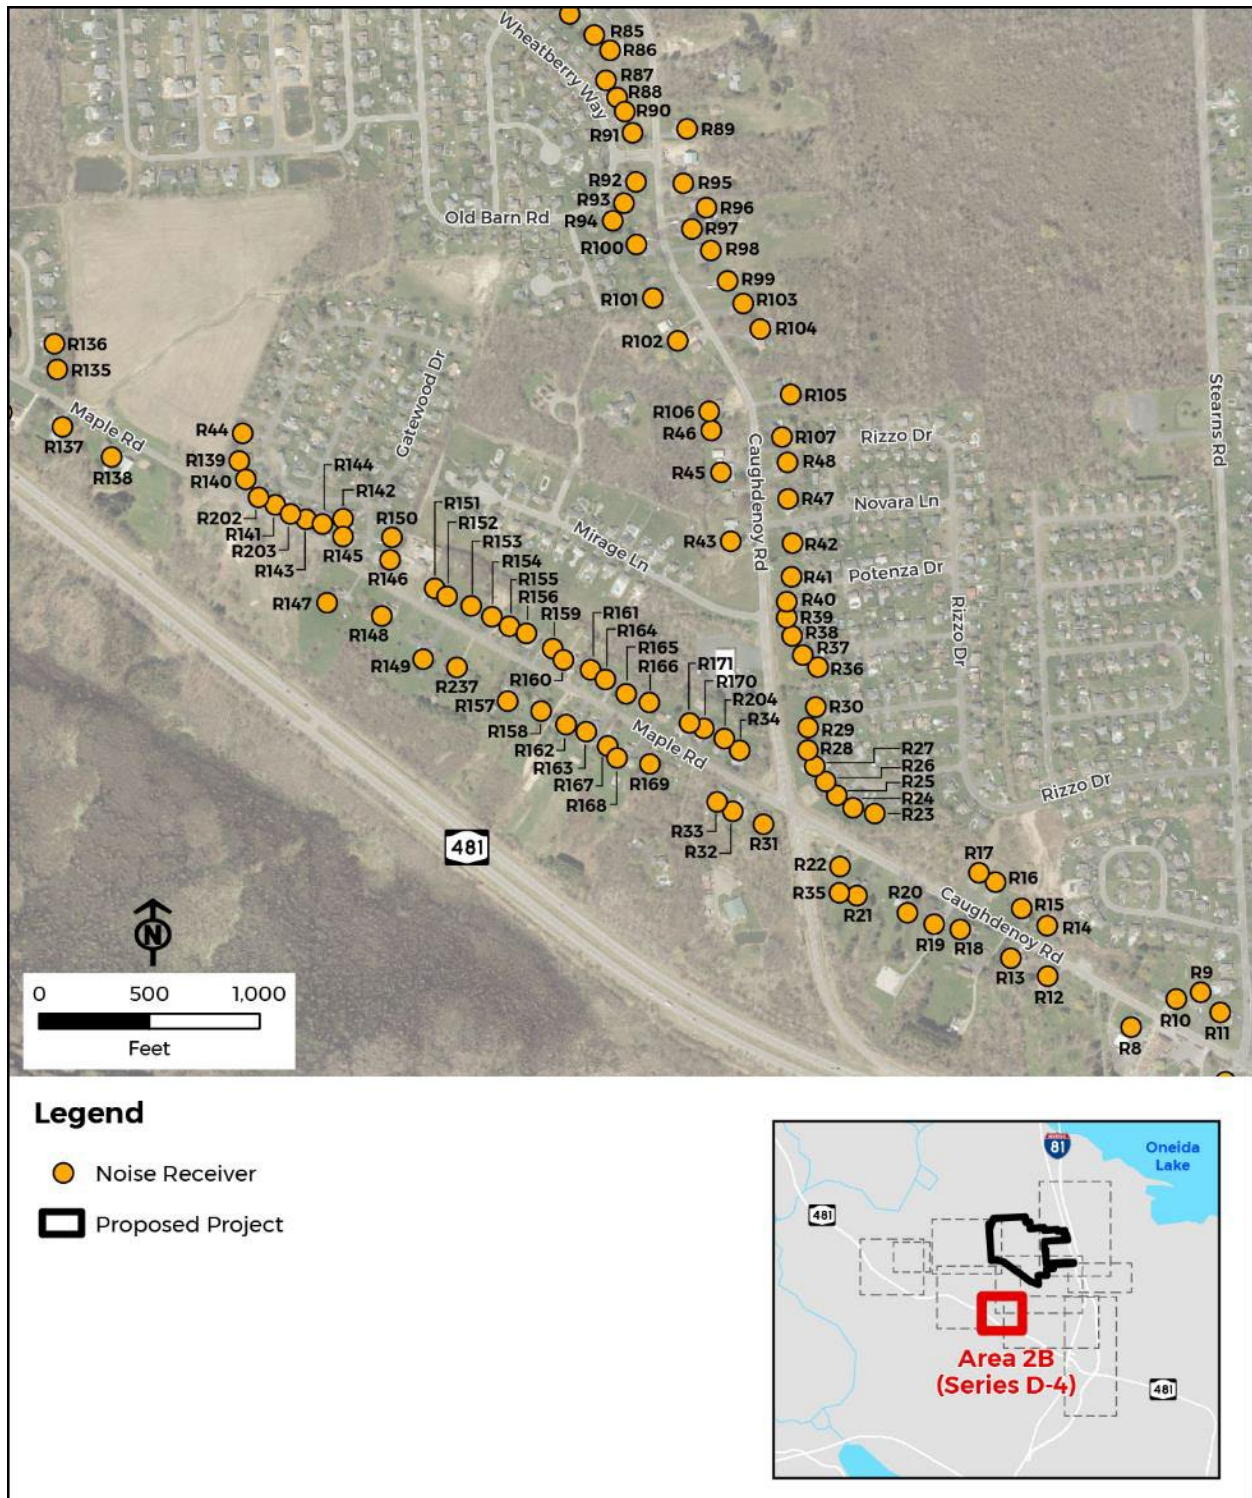 R85
R86
Wheatberry Way
R87
R88
R90
R91
R89
R92
R95
R93
R96
Old Barn Rd
R94
R97
R100
R98
R99
R101
R103
R104
R102
R136
R135
Gatewood Dr
Stearns Rd
R105
Maple Rd
R106
R44
R46
R107
Rizzo Dr
R137
R138
R139
R144
R48
R140
R142
R45
Caughdenoy Rd
R202
R151
R47
Novara Ln
R141
R150
R152
R203
R153
Mirage Ln
R43
R42
R143
R145
R154
R146
R155
R41
Potenza Dr
R156
R147
R159
R161
R40
R39
Rizzo Dr
R148
R164
R38
R165
R37
R149
R160
R166
R171
R36
R237
R170
R157
R204
R30
R158
R34
R29
Maple Rd
R162
R28
R27
R163
R26
R167
R169
R25
Rizzo Dr
R168
R24
R33
R23
R32
R31
481
R22
R17
R16
R35
R20
R15
R21
Caughdenoy Rd
R14
R19
R18
R13
R12
R9
R10
R11
R8
N
0 500 1,000
Feet
Legend
Noise Receiver
Proposed Project
81
Oneida
Lake
481
Area 2B
(Series D-4)
481